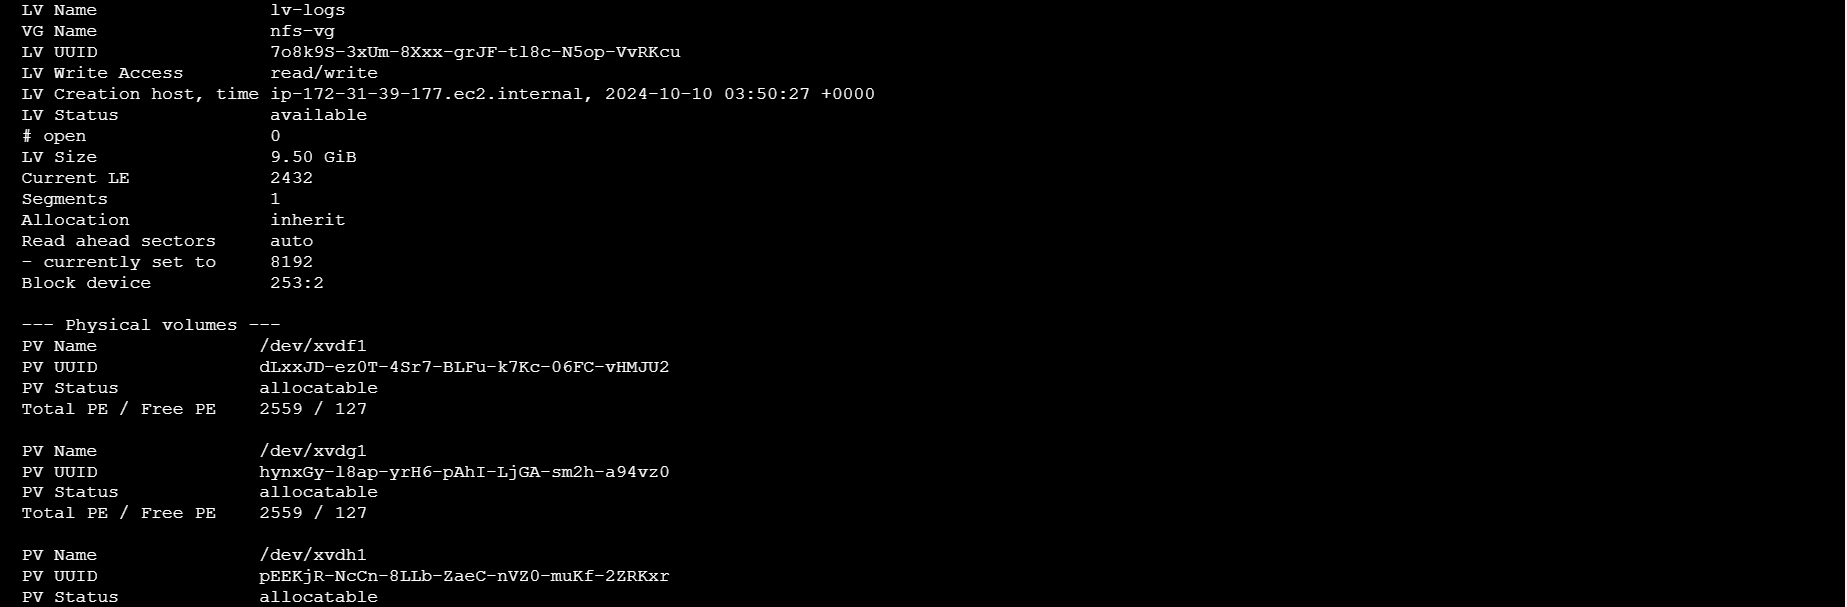 LV Name                lv-logs
VG Name                nfs-vg
LV UUID                7o8k9S-3xUm-8Xxx-grJF-tl8c-N5op-VvRKcu
LV Write Access        read/write
LV Creation host, time ip-172-31-39-177.ec2.internal, 2024-10-10 03:50:27 +0000
LV Status              available
# open                 0
LV Size                9.50 GiB
Current LE             2432
Segments               1
Allocation             inherit
Read ahead sectors     auto
- currently set to     8192
Block device           253:2
--- Physical volumes ---
PV Name               /dev/xvdf1
PV UUID               dLxxJD-ez0T-4Sr7-BLFu-k7Kc-06FC-vHMJU2
PV Status             allocatable
Total PE / Free PE    2559 / 127
PV Name               /dev/xvdg1
PV UUID               hynxGy-l8ap-yrH6-pAhI-LjGA-sm2h-a94vz0
PV Status             allocatable
Total PE / Free PE    2559 / 127
PV Name               /dev/xvdh1
PV UUID               pEEKjR-NcCn-8LLb-ZaeC-nVZ0-muKf-2ZRKxr
PV Status             allocatable